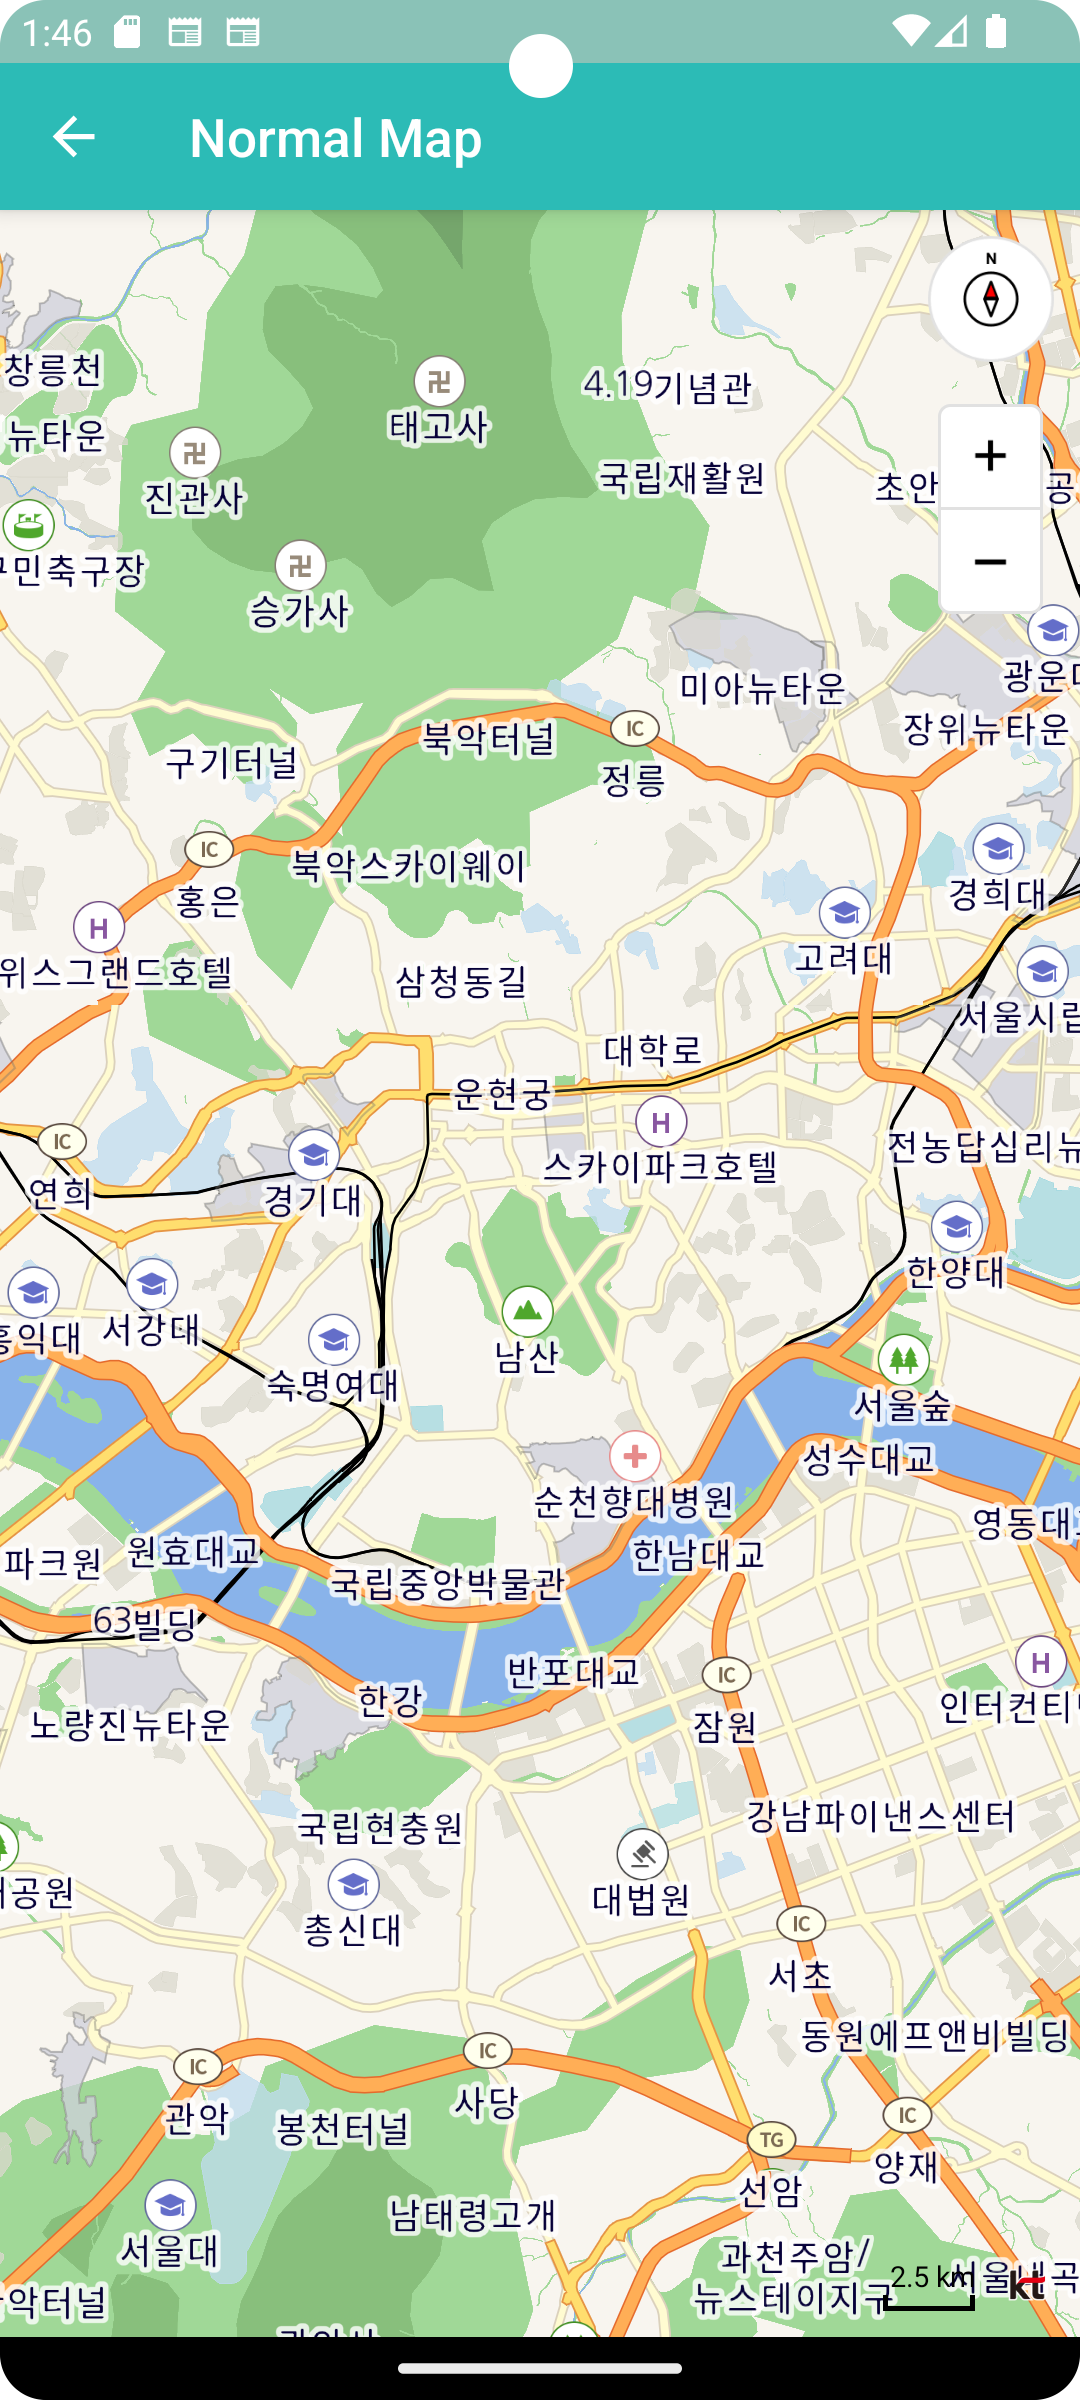 1:46
Normal Map
N
창릉천
4.19기념관
태고사
뉴타운
국립재활원
진관사
초안
공
+
−
구민축구장
승가사
광운대
미아뉴타운
장위뉴타운
북악터널
IC
구기터널
정릉
IC
북악스카이웨이
홍은
경희대
H
고려대
위스그랜드호텔
삼청동길
서울시립
대학로
운현궁
H
IC
전농답십리뉴
스카이파크호텔
연희
경기대
한양대
홍익대
서강대
남산
숙명여대
서울숲
성수대교
순천향대병원
영동대교
원효대교
한남대교
파크원
국립중앙박물관
63빌딩
H
반포대교
IC
한강
인터컨티넨
노량진뉴타운
잠원
강남파이낸스센터
국립현충원
대공원
대법원
총신대
IC
서초
동원에프앤비빌딩
IC
IC
사당
관악
봉천터널
IC
TG
양재
선암
남태령고개
서울대
과천주암/
뉴스테이지구
2.5 km
kt
관악터널